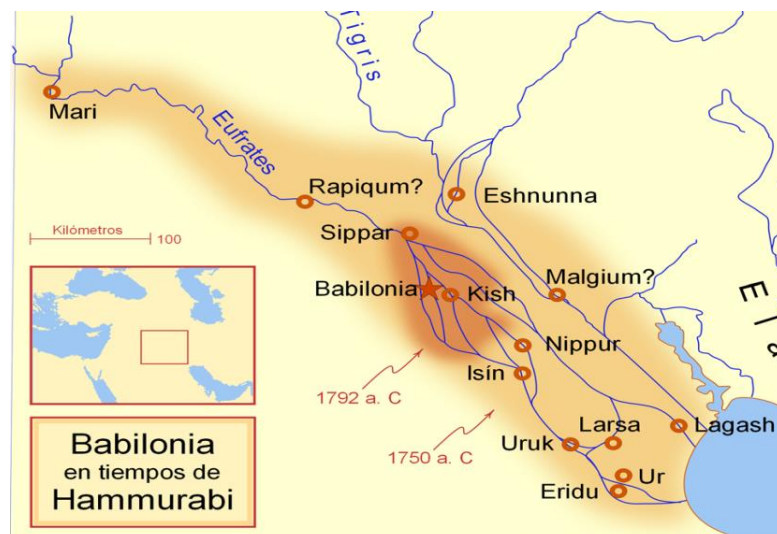 Tigris
Mari
Eufrates
Rapiqum?
Eshnunna
Kilómetros
100
Sippar
Babilonia
Kish
Malgium?
Ela
Nippur
Isín
1792 a. C
1750 a. C
Larsa
Lagash
Uruk
Ur
Eridu
Babilonia
en tiempos de
Hammurabi